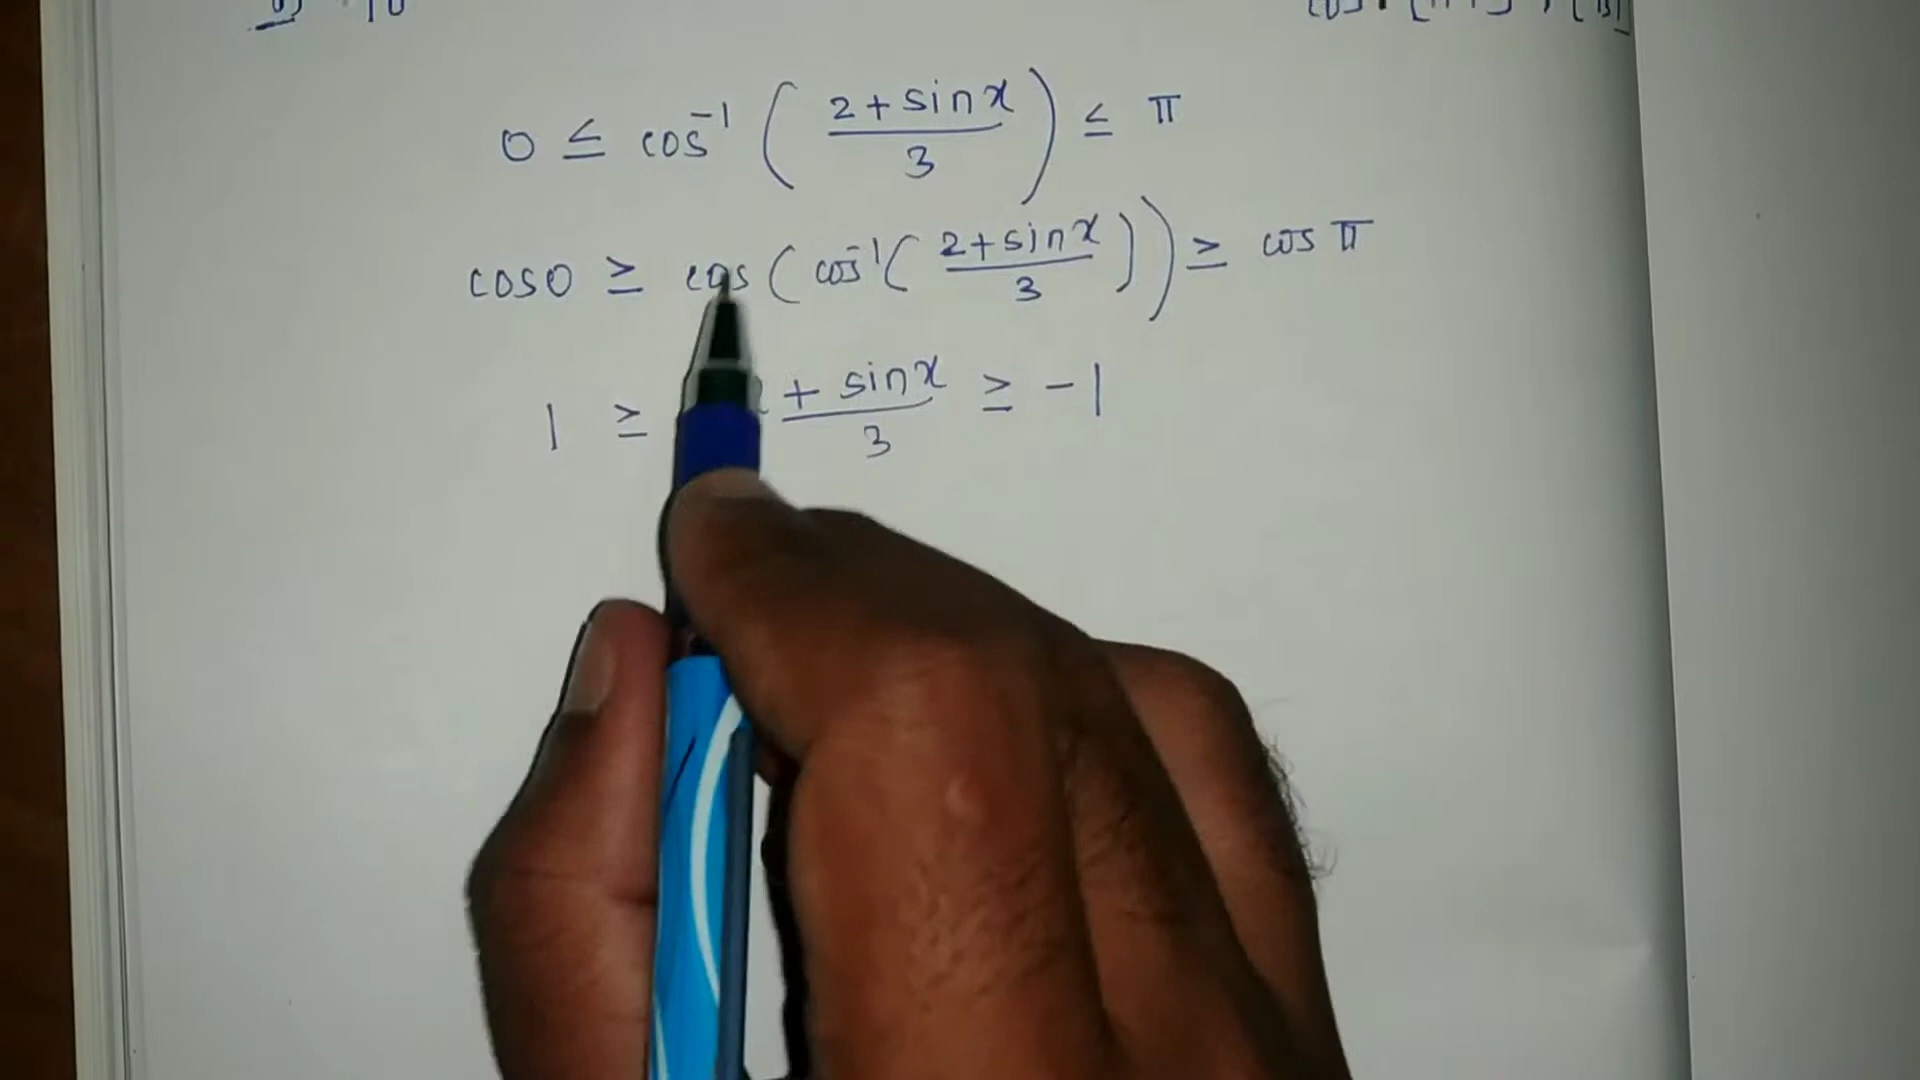 0 ≤ cos⁻¹ ( (2 + sin x) / 3 ) ≤ π
cos 0 ≥ cos ( cos⁻¹ ( (2 + sin x) / 3 ) ) ≥ cos π
1 ≥ + sin x / 3 ≥ -1